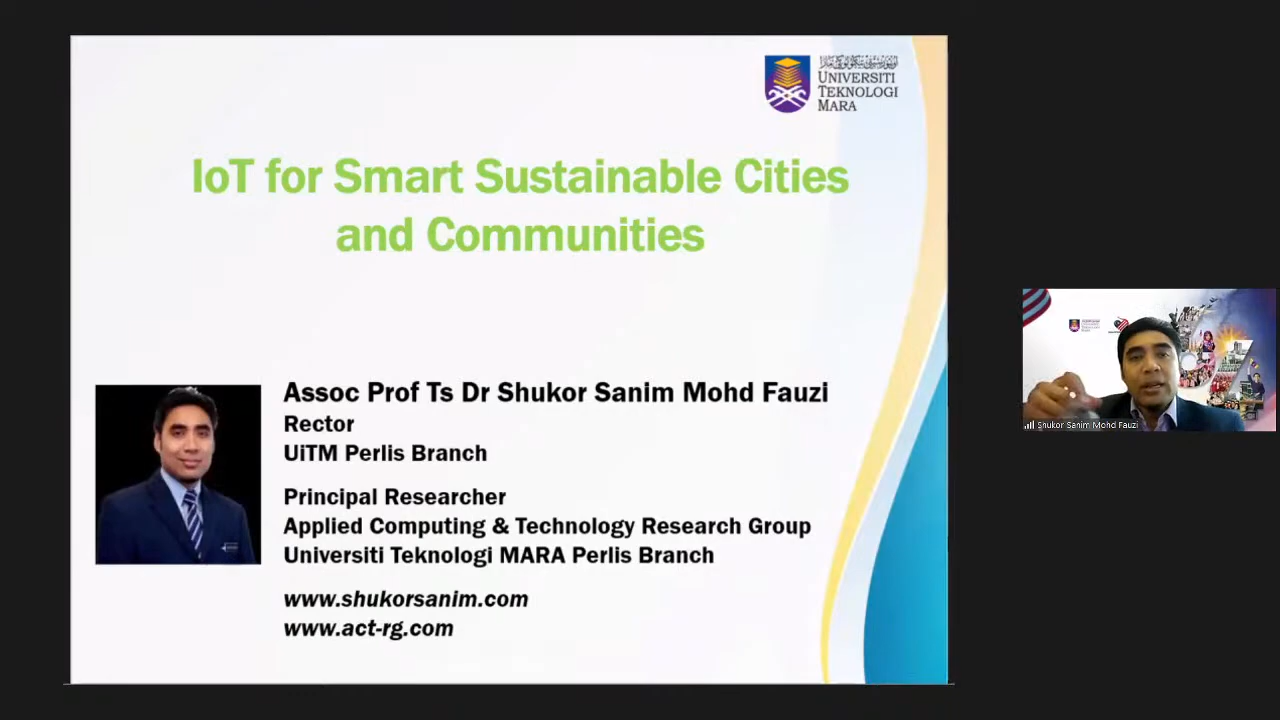 UNIVERSITI
TEKNOLOGI
MARA
IoT for Smart Sustainable Cities
and Communities
Assoc Prof Ts Dr Shukor Sanim Mohd Fauzi
Rector
UiTM Perlis Branch
Principal Researcher
Applied Computing & Technology Research Group
Universiti Teknologi MARA Perlis Branch
www.shukorsanim.com
www.act-rg.com
Shukor Sanim Mohd Fauzi